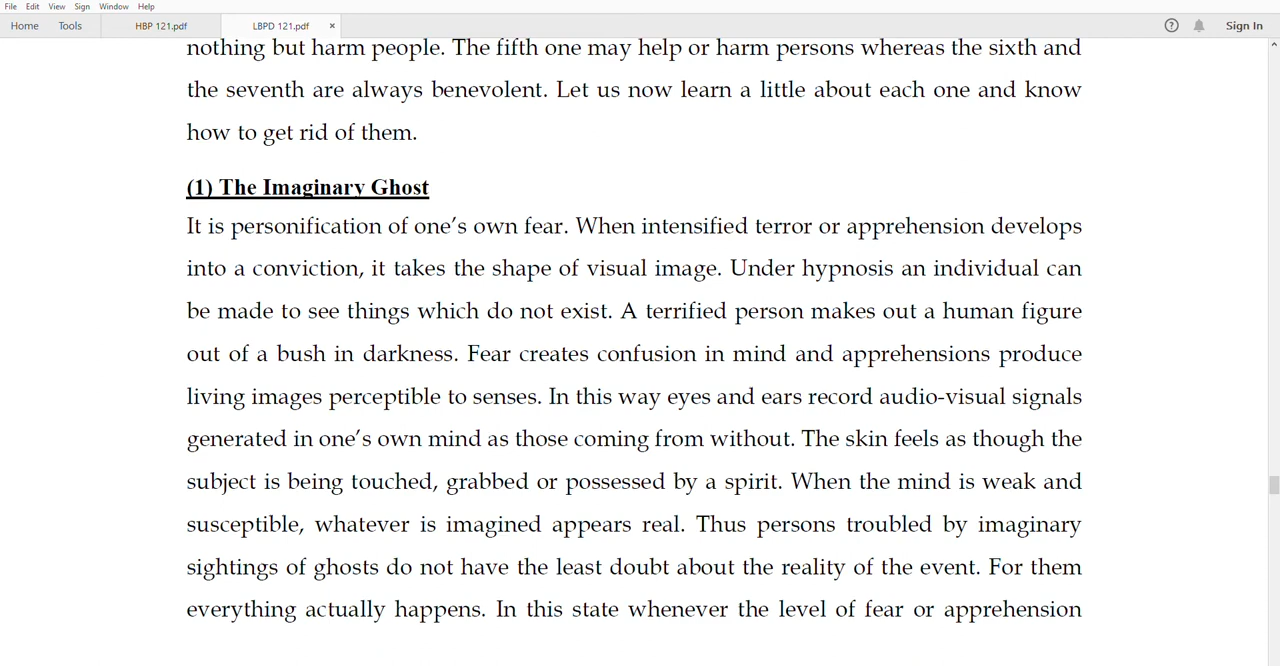 File Edit View Sign Window Help
Home Tools HBP 121.pdf LBPD 121.pdf × ? Sign In
nothing but harm people. The fifth one may help or harm persons whereas the sixth and
the seventh are always benevolent. Let us now learn a little about each one and know
how to get rid of them.
(1) The Imaginary Ghost
It is personification of one’s own fear. When intensified terror or apprehension develops
into a conviction, it takes the shape of visual image. Under hypnosis an individual can
be made to see things which do not exist. A terrified person makes out a human figure
out of a bush in darkness. Fear creates confusion in mind and apprehensions produce
living images perceptible to senses. In this way eyes and ears record audio-visual signals
generated in one’s own mind as those coming from without. The skin feels as though the
subject is being touched, grabbed or possessed by a spirit. When the mind is weak and
susceptible, whatever is imagined appears real. Thus persons troubled by imaginary
sightings of ghosts do not have the least doubt about the reality of the event. For them
everything actually happens. In this state whenever the level of fear or apprehension